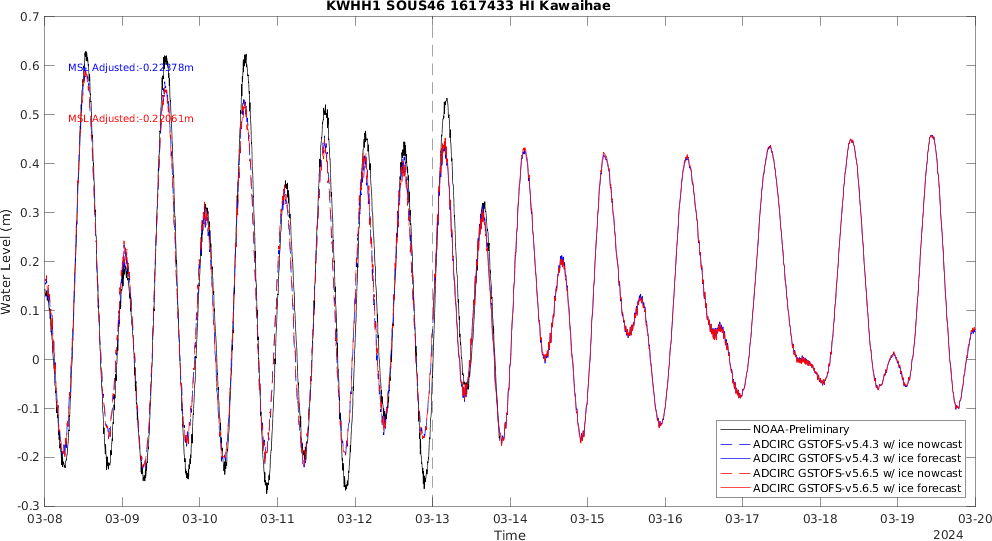 KWHH1 SOUS46 1617433 HI Kawaihae
0.7
0.6
0.5
0.4
0.3
0.2
0.1
0
-0.1
-0.2
-0.3
Water Level (m)
MSL Adjusted:-0.22378m
MSL Adjusted:-0.22061m
NOAA-Preliminary
ADCIRC GSTOFS-v5.4.3 w/ ice nowcast
ADCIRC GSTOFS-v5.4.3 w/ ice forecast
ADCIRC GSTOFS-v5.6.5 w/ ice nowcast
ADCIRC GSTOFS-v5.6.5 w/ ice forecast
03-08 03-09 03-10 03-11 03-12 03-13 03-14 03-15 03-16 03-17 03-18 03-19 03-20
Time
2024